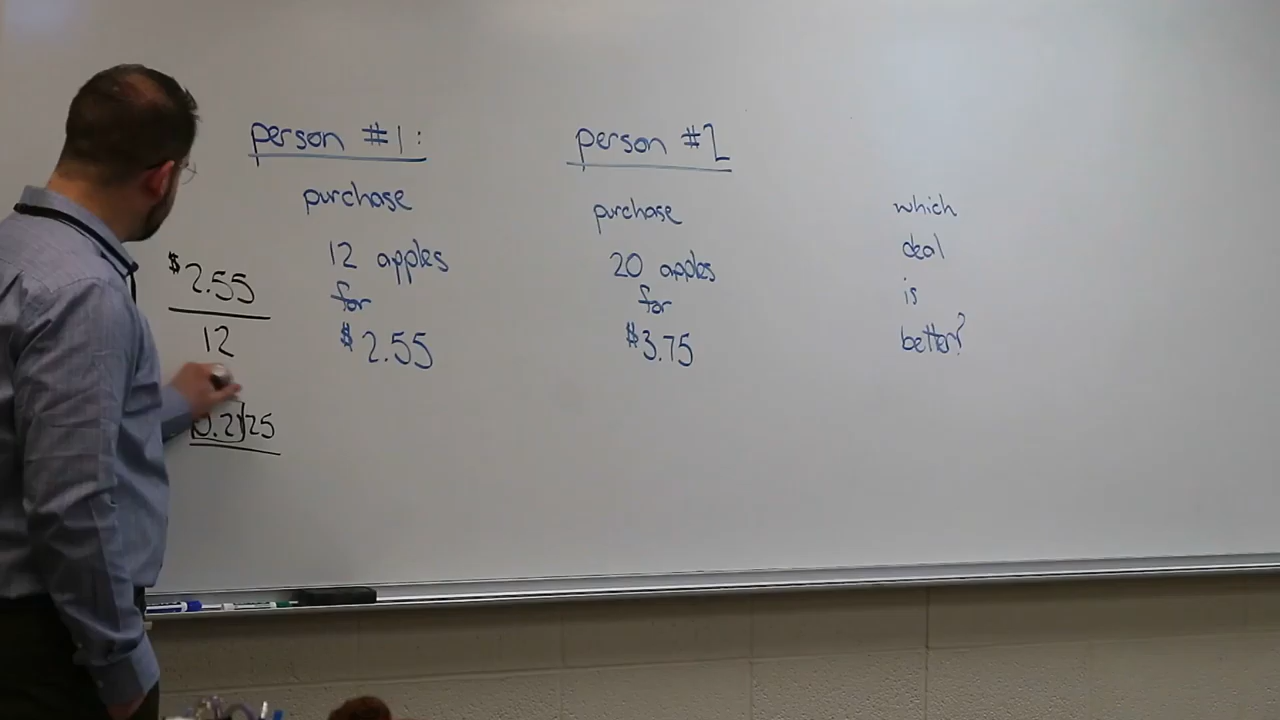 person #1:
purchase
12 apples
for
$2.55
$2.55
12
0.2125
person #2
purchase
20 apples
for
$3.75
which
deal
is
better?